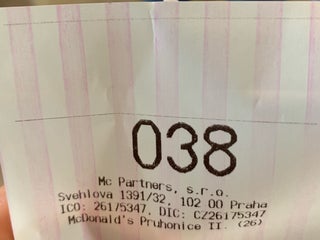 038
Mc Partners, s.r.o.
Svehlova 1391/32, 102 00 Praha
ICO: 26175347, DIC: CZ26175347
McDonald's Pruhonice II. (26)